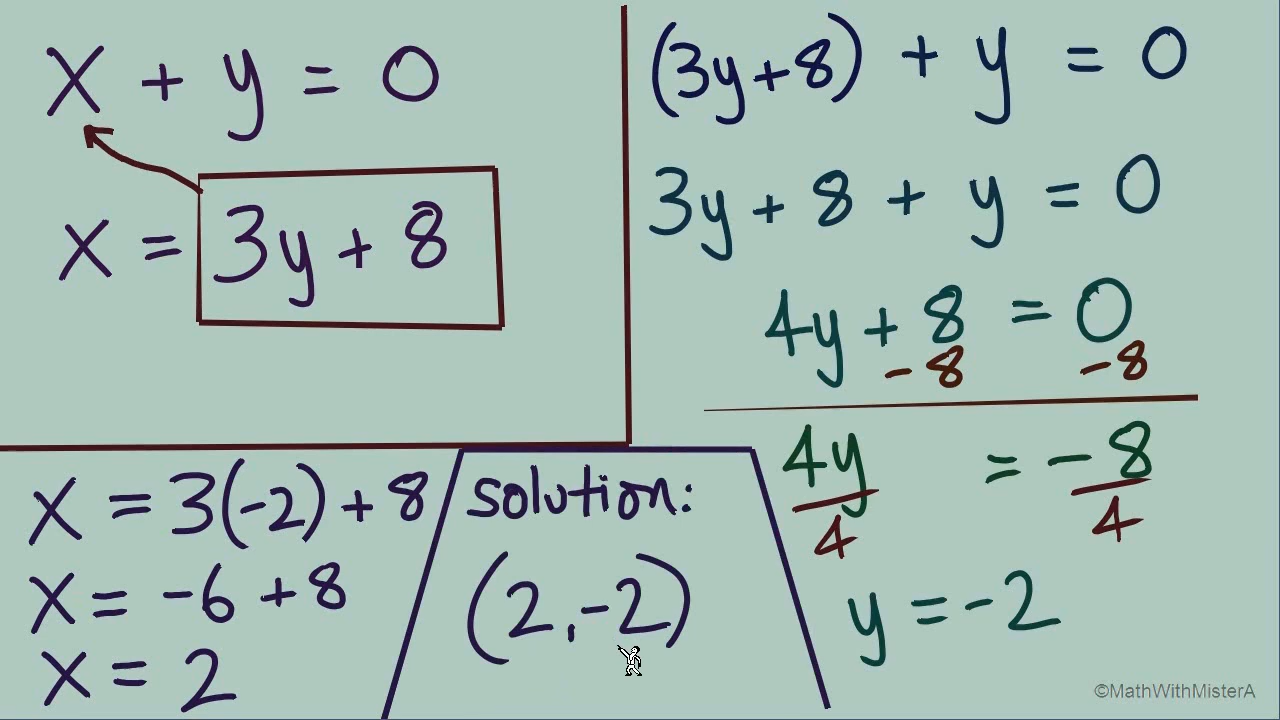 x + y = 0
x = 3y + 8
(3y+8) + y = 0
3y + 8 + y = 0
4y + 8 = 0
-8 -8
4y = -8
4 4
y = -2
x = 3(-2) + 8
x = -6 + 8
x = 2
solution:
(2,-2)
©MathWithMisterA